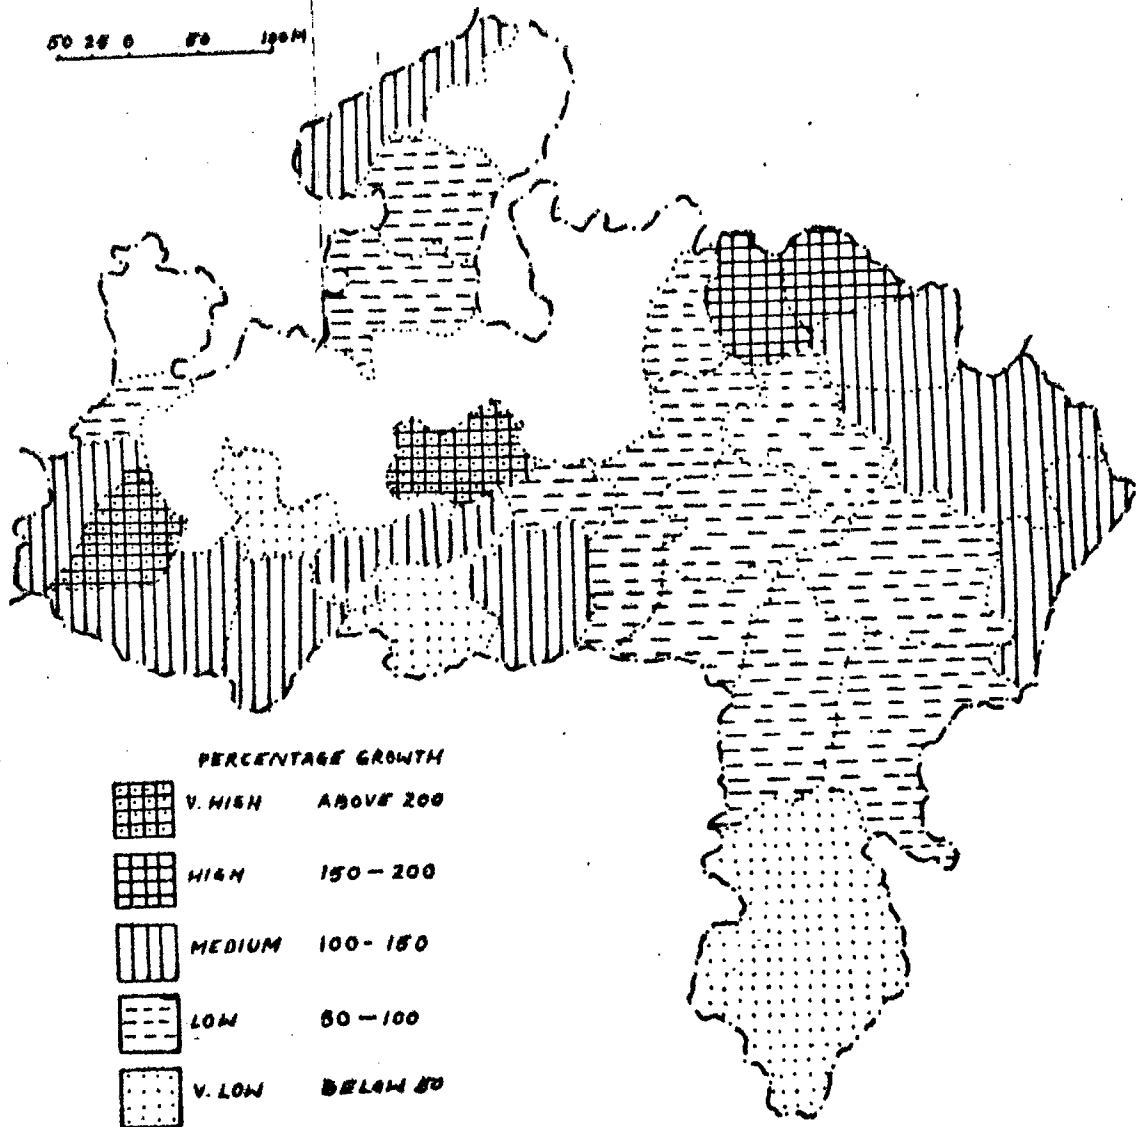 50 25 0 50 100M
PERCENTAGE GROWTH
V. HIGH ABOVE 200
HIGH 150-200
MEDIUM 100-150
LOW 50-100
V. LOW BELOW 50